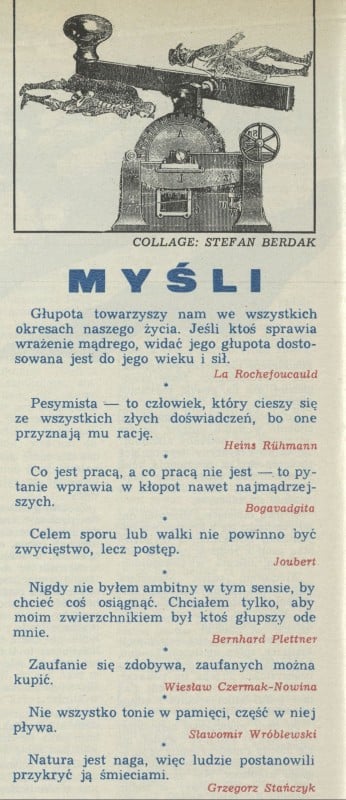 COLLAGE: STEFAN BERDAK
MYŚLI
Głupota towarzyszy nam we wszystkich
okresach naszego życia. Jeśli ktoś sprawia
wrażenie mądrego, widać jego głupota dosto-
sowana jest do jego wieku i sił.
La Rochefoucauld
*
Pesymista — to człowiek, który cieszy się
ze wszystkich złych doświadczeń, bo one
przyznają mu rację.
Heins Rühmann
*
Co jest pracą, a co pracą nie jest — to py-
tanie wprawia w kłopot nawet najmądrzej-
szych.
Bogavadgita
*
Celem sporu lub walki nie powinno być
zwycięstwo, lecz postęp.
Joubert
*
Nigdy nie byłem ambitny w tym sensie, by
chcieć coś osiągnąć. Chciałem tylko, aby
moim zwierzchnikiem był ktoś głupszy ode
mnie.
Bernhard Plettner
*
Zaufanie się zdobywa, zaufanych można
kupić.
Wiesław Czermak-Nowina
*
Nie wszystko tonie w pamięci, część w niej
pływa.
Sławomir Wróblewski
*
Natura jest naga, więc ludzie postanowili
przykryć ją śmieciami.
Grzegorz Stańczyk